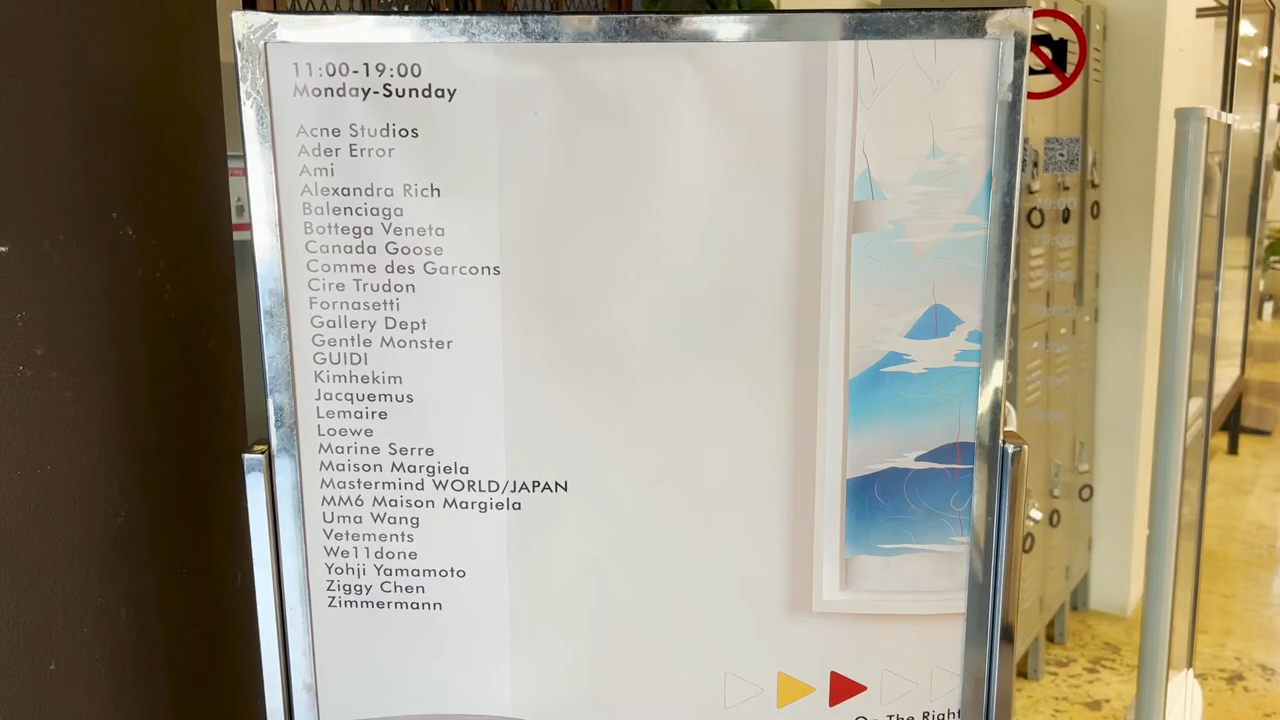 11:00-19:00
Monday-Sunday
Acne Studios
Ader Error
Ami
Alexandra Rich
Balenciaga
Bottega Veneta
Canada Goose
Comme des Garcons
Cire Trudon
Fornasetti
Gallery Dept
Gentle Monster
GUIDI
Kimhekim
Jacquemus
Lemaire
Loewe
Marine Serre
Maison Margiela
Mastermind WORLD/JAPAN
MM6 Maison Margiela
Uma Wang
Vetements
We11done
Yohji Yamamoto
Ziggy Chen
Zimmermann
On The Right